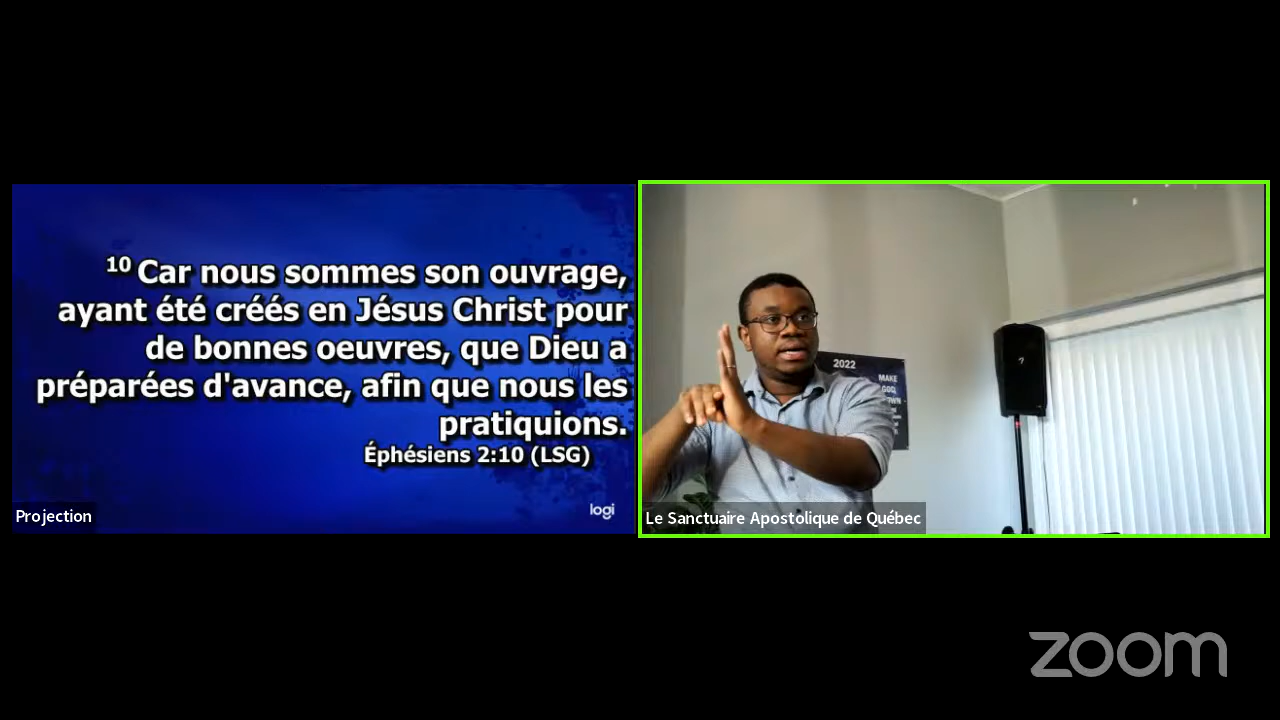 10 Car nous sommes son ouvrage,
ayant été créés en Jésus Christ pour
de bonnes oeuvres, que Dieu a
préparées d'avance, afin que nous les
pratiquions.
Éphésiens 2:10 (LSG)
logi
Projection
2022
MAKE
GOD
Le Sanctuaire Apostolique de Québec
zoom